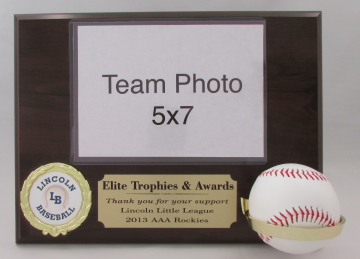 Team Photo
5x7
LINCOLN
LB
BASEBALL
Elite Trophies & Awards
Thank you for your support
Lincoln Little League
2013 AAA Rockies